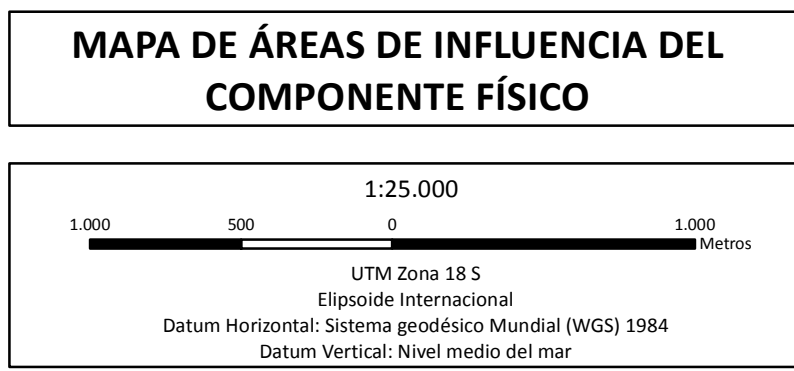 MAPA DE ÁREAS DE INFLUENCIA DEL
COMPONENTE FÍSICO
1:25.000
1.000 500 0 1.000
Metros
UTM Zona 18 S
Elipsoide Internacional
Datum Horizontal: Sistema geodésico Mundial (WGS) 1984
Datum Vertical: Nivel medio del mar